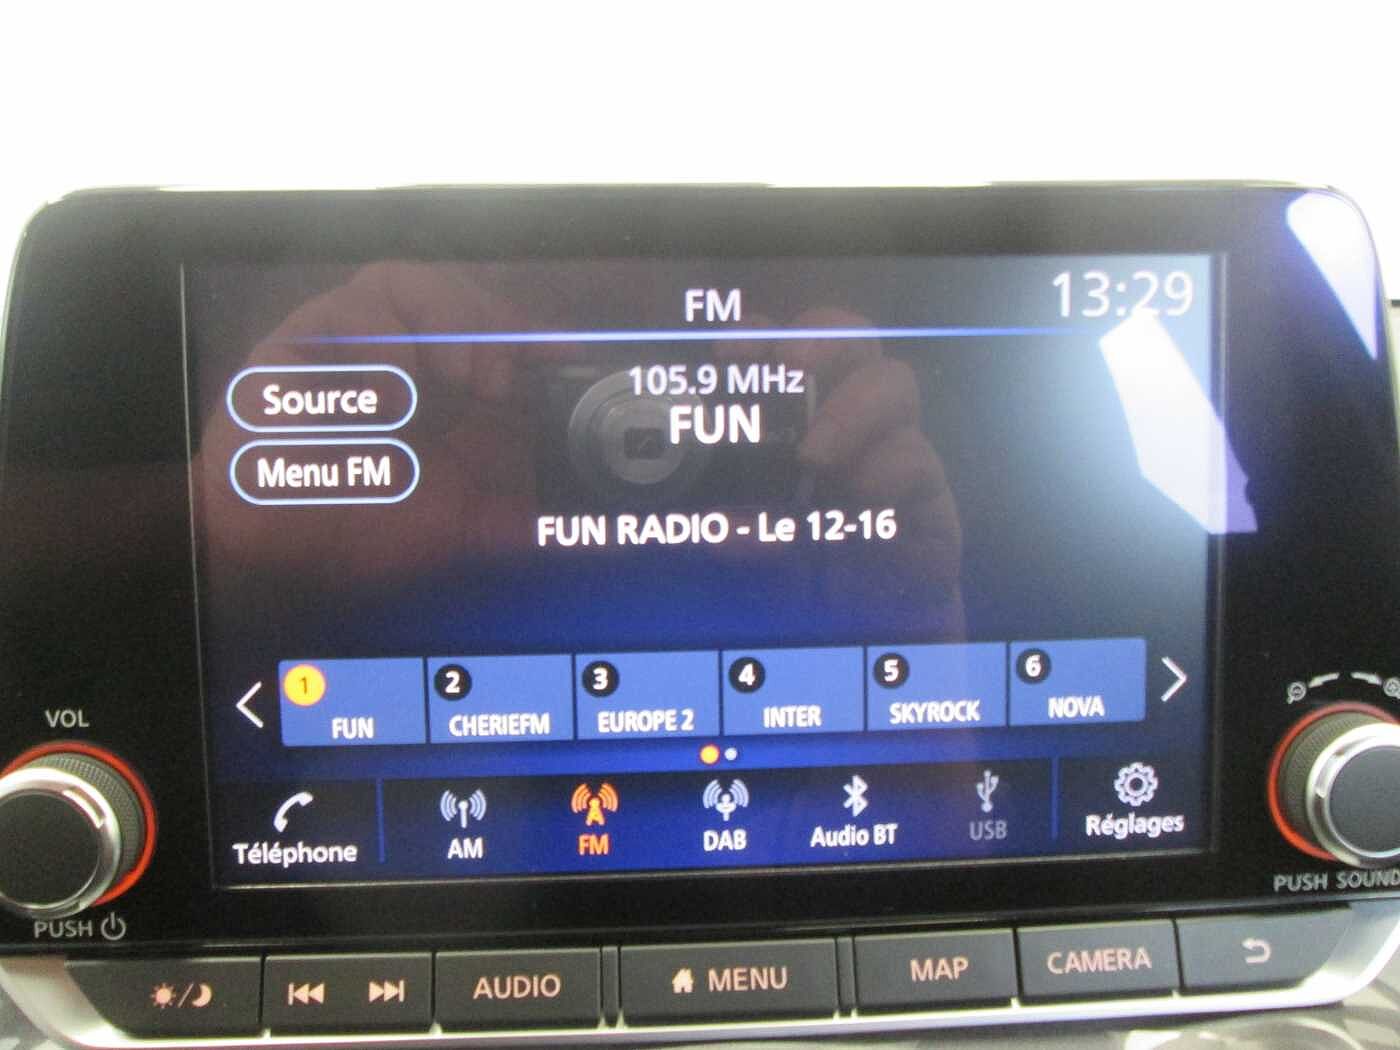 FM
13:29
Source
105.9 MHz
FUN
Menu FM
FUN RADIO - Le 12-16
1 FUN
2 CHERIEFM
3 EUROPE 2
4 INTER
5 SKYROCK
6 NOVA
VOL
Téléphone
AM
FM
DAB
Audio BT
USB
Réglages
PUSH
PUSH SOUND
AUDIO
MENU
MAP
CAMERA